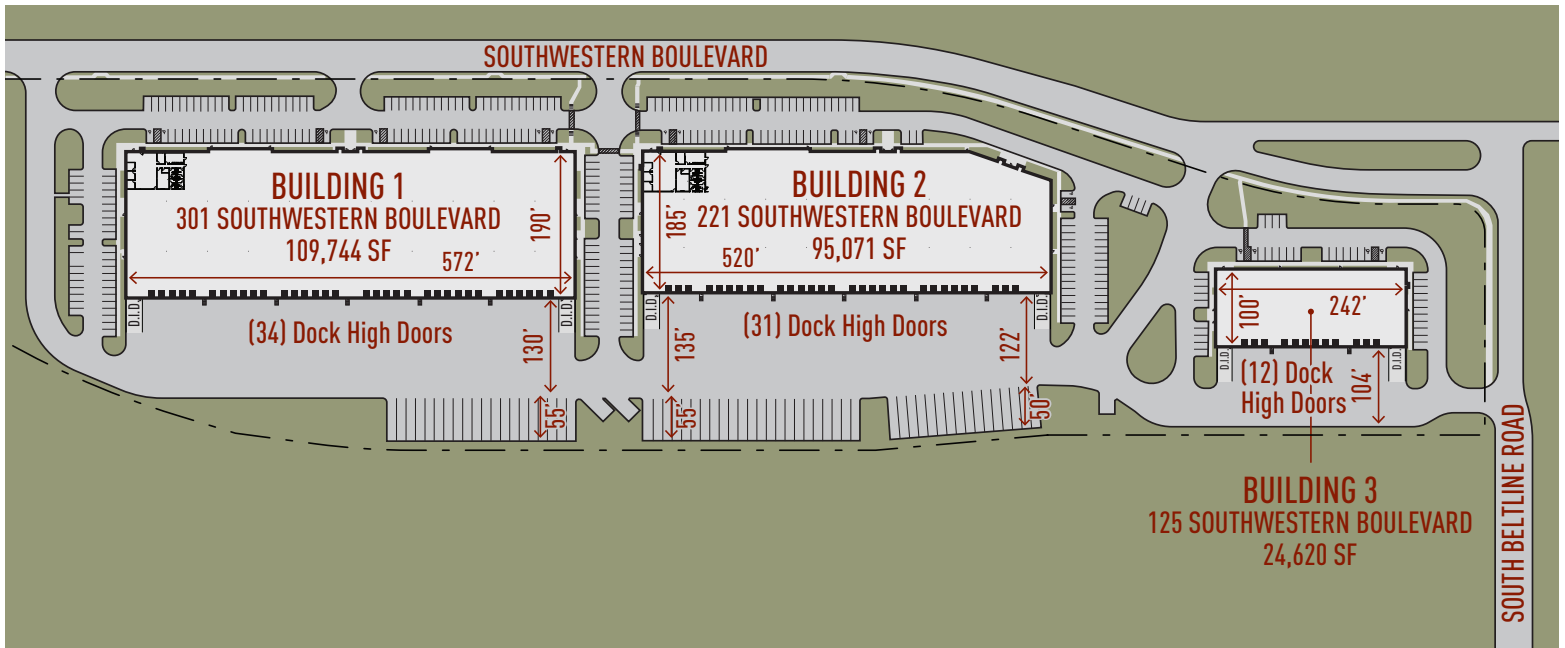 SOUTHWESTERN BOULEVARD
BUILDING 1
301 SOUTHWESTERN BOULEVARD
109,744 SF
190'
572'
D.I.D.
D.I.D.
(34) Dock High Doors
130'
55'
BUILDING 2
221 SOUTHWESTERN BOULEVARD
95,071 SF
185'
520'
D.I.D.
D.I.D.
(31) Dock High Doors
135'
122'
55'
50'
100'
242'
D.I.D.
D.I.D.
(12) Dock
High Doors
104'
BUILDING 3
125 SOUTHWESTERN BOULEVARD
24,620 SF
SOUTH BELTLINE ROAD